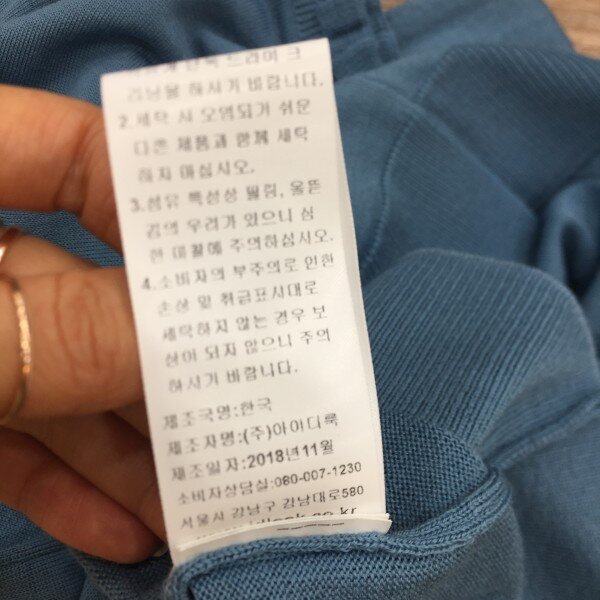 드라이 크
리닝을 하시기 바랍니다.
2.세탁 시 오염되기 쉬운
다른 제품과 함께 세탁
하지 마십시오.
3.섬유 특성상 필링, 올뜯
김의 우려가 있으니 심
한 마찰에 주의하십시오.
4.소비자의 부주의로 인한
손상 및 취급표시대로
세탁하지 않는 경우 보
상이 되지 않으니 주의
하시기 바랍니다.
제조국명:한국
제조자명:(주)아이디룩
제조일자:2018년11월
소비자상담실:080-007-1230
서울시 강남구 강남대로580